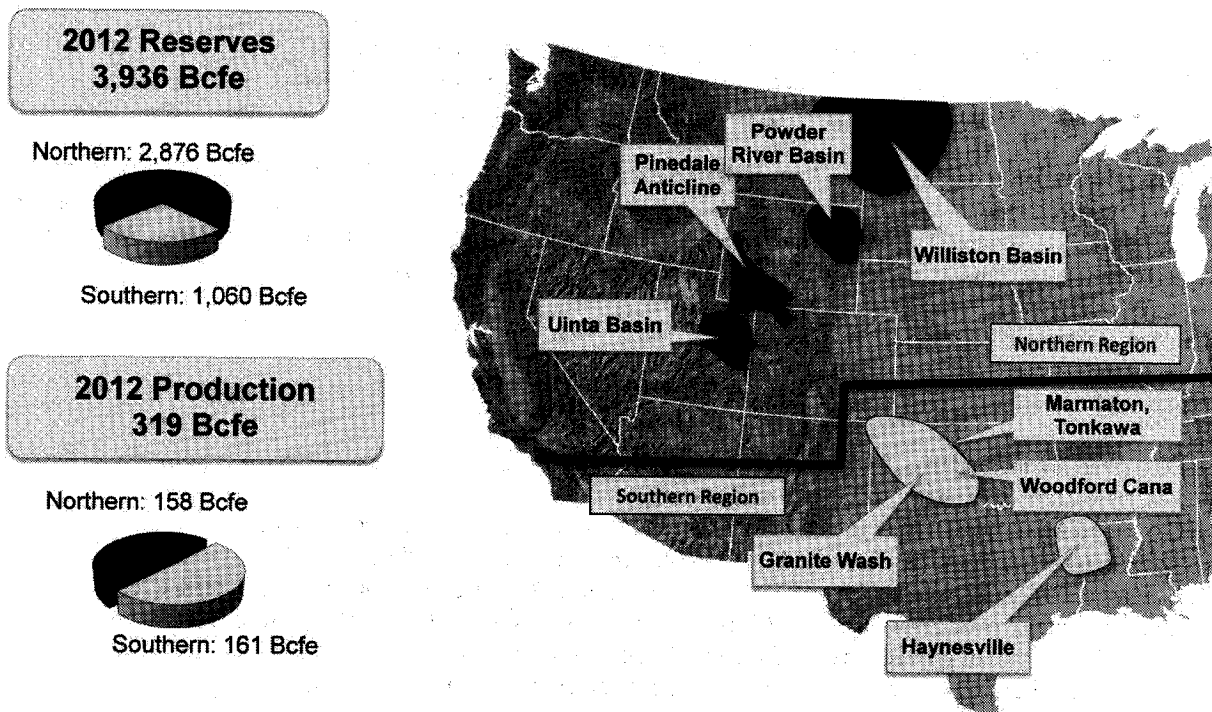 2012 Reserves
3,936 Bcfe
Northern: 2,876 Bcfe
Southern: 1,060 Bcfe
2012 Production
319 Bcfe
Northern: 158 Bcfe
Southern: 161 Bcfe
Powder
River Basin
Pinedale
Anticline
Williston Basin
Uinta Basin
Northern Region
Marmaton,
Tonkawa
Southern Region
Woodford Cana
Granite Wash
Haynesville